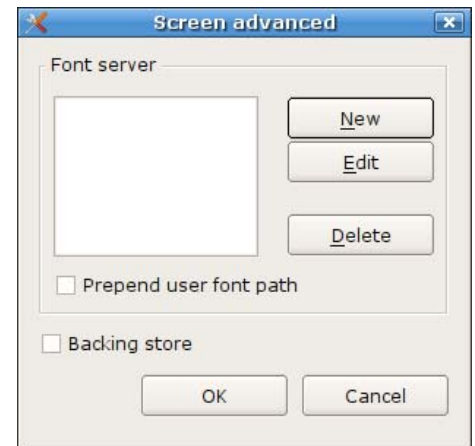 Screen advanced
Font server
New
Edit
Delete
Prepend user font path
Backing store
OK
Cancel